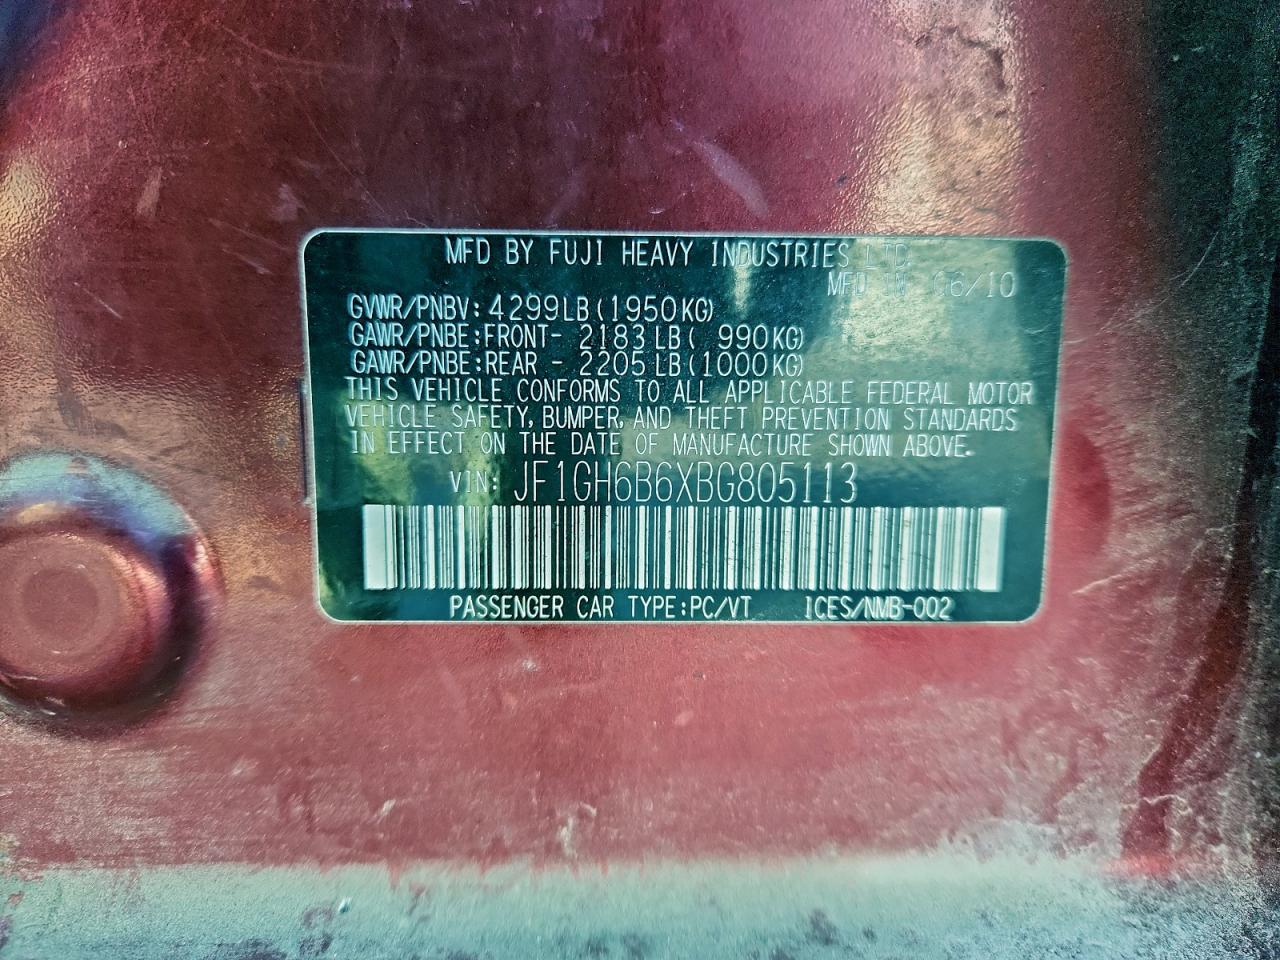 MFD BY FUJI HEAVY INDUSTRIES LTD.
MFD IN 06/10
GVWR/PNBV: 4299LB (1950KG)
GAWR/PNBE: FRONT- 2183 LB ( 990KG)
GAWR/PNBE: REAR - 2205 LB (1000KG)
THIS VEHICLE CONFORMS TO ALL APPLICABLE FEDERAL MOTOR
VEHICLE SAFETY, BUMPER, AND THEFT PREVENTION STANDARDS
IN EFFECT ON THE DATE OF MANUFACTURE SHOWN ABOVE.
VIN: JF1GH6B6XBG805113
PASSENGER CAR TYPE:PC/VT ICES/NMB-002